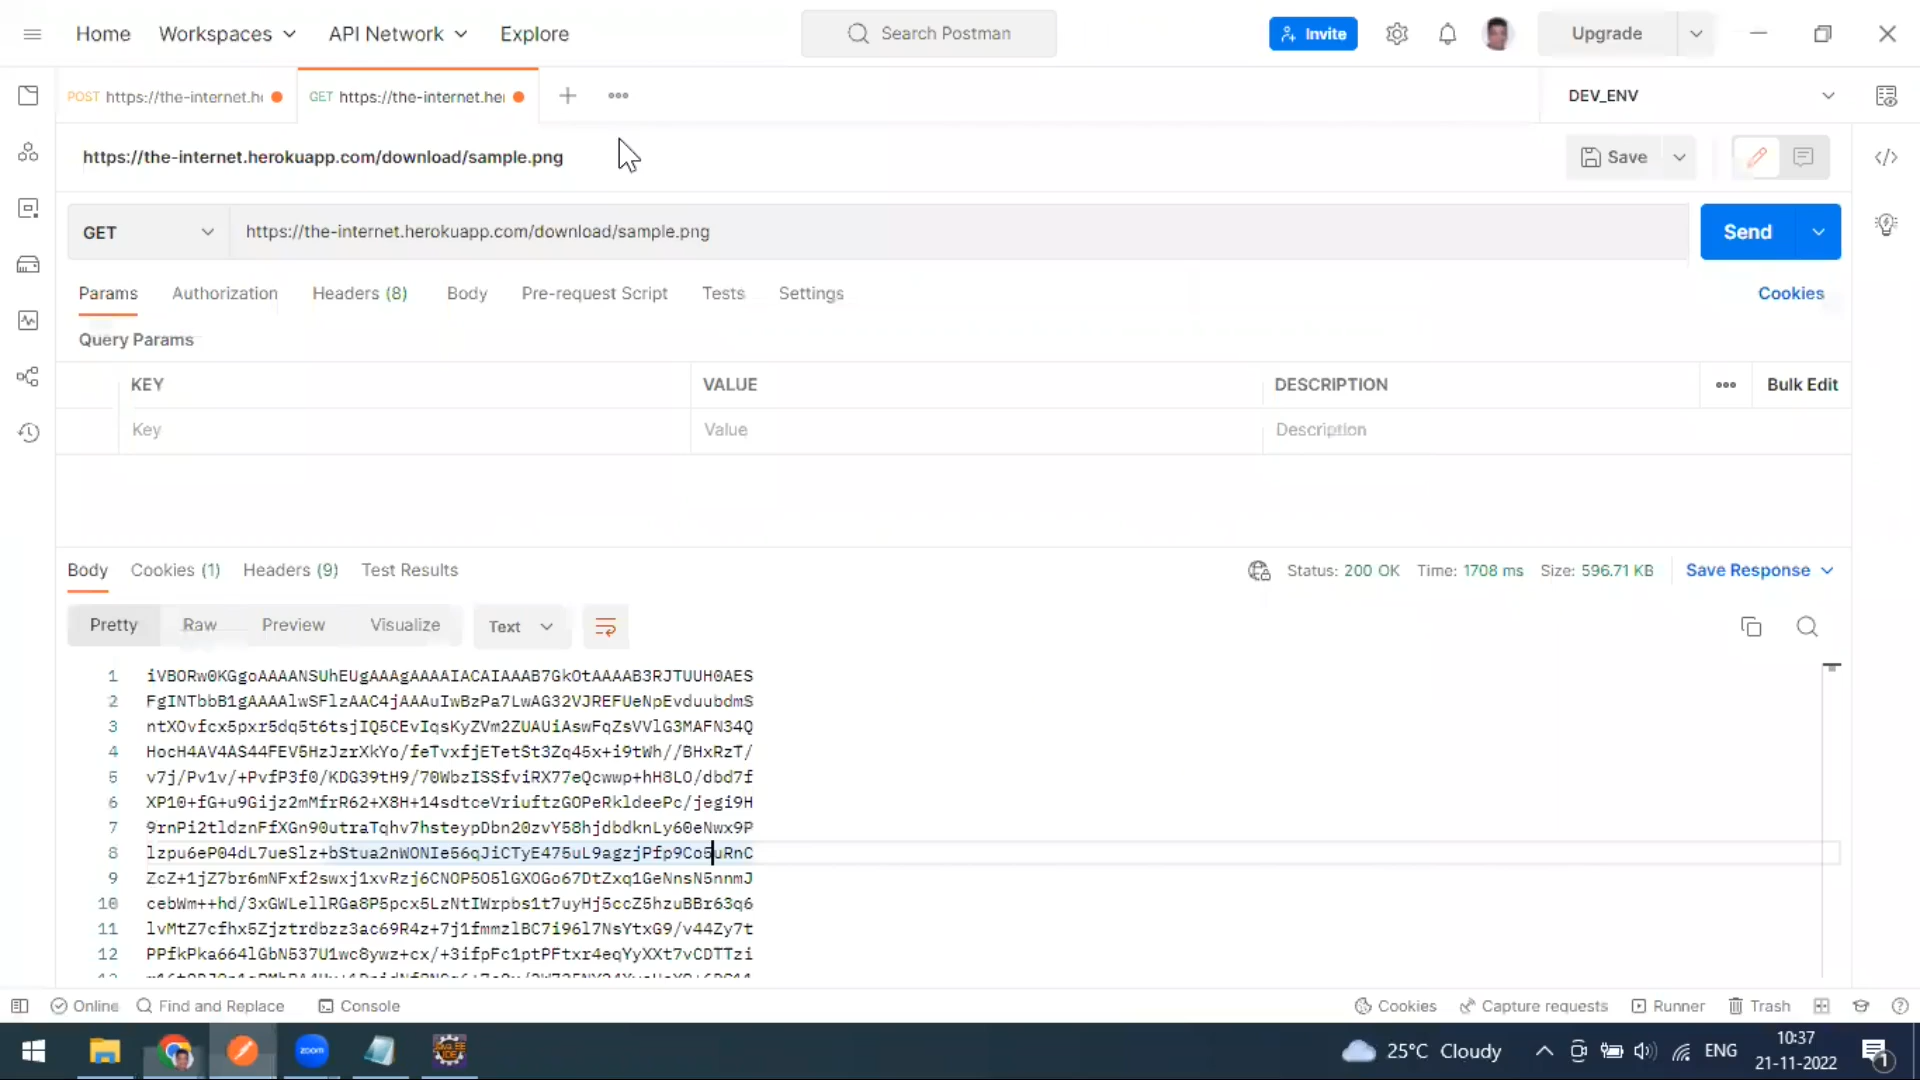 Home Workspaces API Network Explore Search Postman Invite Upgrade
POST https://the-internet.h GET https://the-internet.he DEV_ENV
https://the-internet.herokuapp.com/download/sample.png Save
GET https://the-internet.herokuapp.com/download/sample.png Send
Params Authorization Headers (8) Body Pre-request Script Tests Settings Cookies
Query Params
KEY VALUE DESCRIPTION Bulk Edit
Key Value Description
Body Cookies (1) Headers (9) Test Results Status: 200 OK Time: 1708 ms Size: 596.71 KB Save Response
Pretty Raw Preview Visualize Text
1 iVBORw0KGgoAAAANSUhEUgAAAgAAAAIACAIAAAB7GkOtAAAAB3RJTUUH0AES
2 FgINTbbB1gAAAAlwSFlzAAC4jAAAuIwBzPa7LwAG32VJREFUeNpEvduubdmS
3 ntXOvfcx5pxr5dq5t6tsjIQ5CEvIqsKyZVm2ZUAUiAswFqZsVVlG3MAFN34Q
4 HocH4AV4AS44FEV5HzJzrXkYo/feTvxfjETetSt3Zq45x+i9tWh//BHxRzT/
5 v7j/Pv1v/+PvfP3f0/KDG39tH9/70WbzISSfviRX77eQcwwp+hH8LO/dbd7f
6 XP10+fG+u9Gijz2mMfrR62+X8H+14sdtceVriuftzGOPeRkldeePc/jegi9H
7 9rnPi2tldznFfXGn90utraTqhv7hsteypDbn20zvY58hjdbdknLy60eNwx9P
8 lzpu6eP04dL7ueSlz+bStua2nWONIe56qJiCTyE475uL9agzjPfp9Co5uRnC
9 ZcZ+1jZ7br6mNFxf2swxj1xvRzj6CNOP5O5lGXOGo67DtZxq1GeNnsN5nnmJ
10 cebWm++hd/3xGWLellRGa8P5pcx5LzNtIWrpbs1t7uyHj5ccZ5hzuBBr63q6
11 lvMtZ7cfhx5Zjztrdbzz3ac69R4z+7j1fmmzlBC7i96l7NsYtxG9/v44Zy7t
12 PPfkPka664lGbN537U1wc8ywz+cx/+3ifpFc1ptPFtxr4eqYyXXt7vCDTTzi
Online Find and Replace Console Cookies Capture requests Runner Trash
zoom 25°C Cloudy ENG 10:37
21-11-2022 1